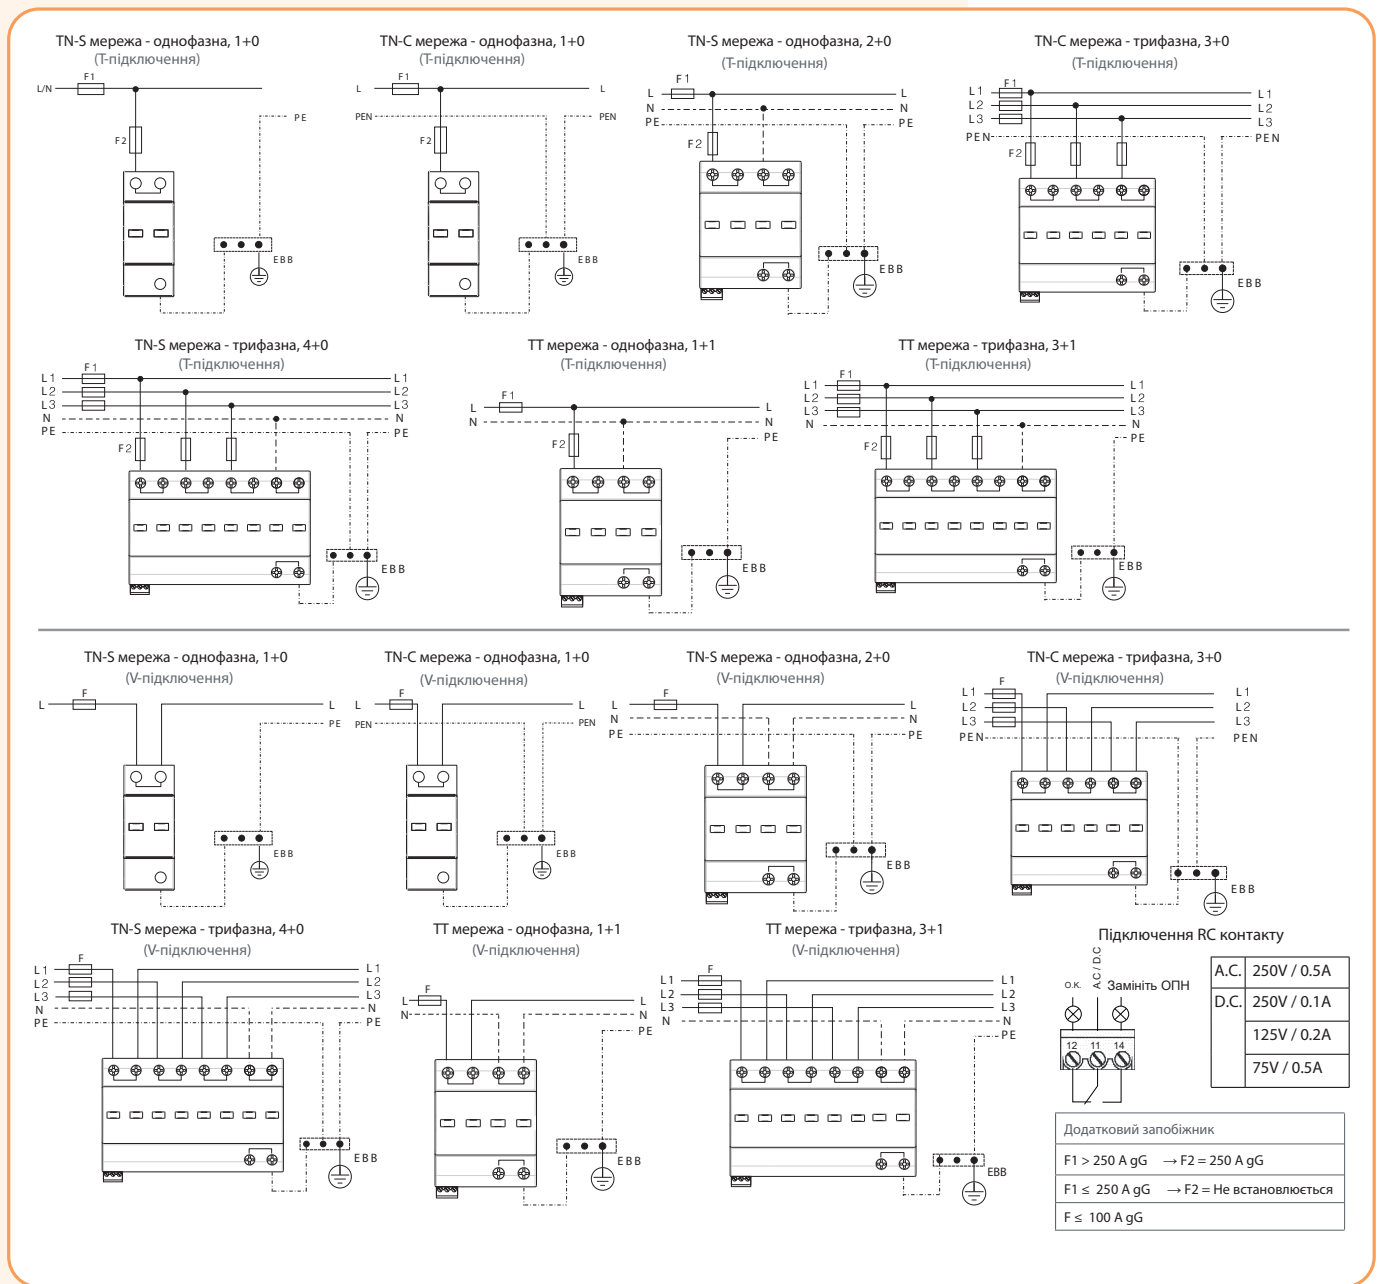 TN-S мережа - однофазна, 1+0
(Т-підключення)
L/N
F1
PE
F2
EBB
TN-C мережа - однофазна, 1+0
(Т-підключення)
F1
L
L
PEN
PEN
F2
EBB
TN-S мережа - однофазна, 2+0
(Т-підключення)
F1
L
L
N
N
PE
PE
F2
EBB
TN-C мережа - трифазна, 3+0
(Т-підключення)
F1
L1
L1
L2
L2
L3
L3
PEN
PEN
F2
EBB
TN-S мережа - трифазна, 4+0
(Т-підключення)
F1
L1
L1
L2
L2
L3
L3
N
N
PE
PE
F2
EBB
TT мережа - однофазна, 1+1
(Т-підключення)
F1
L
L
N
N
PE
F2
EBB
TT мережа - трифазна, 3+1
(Т-підключення)
F1
L1
L1
L2
L2
L3
L3
N
N
PE
F2
EBB
TN-S мережа - однофазна, 1+0
(V-підключення)
F
L
L
PE
EBB
TN-C мережа - однофазна, 1+0
(V-підключення)
F
L
L
PEN
PEN
EBB
TN-S мережа - однофазна, 2+0
(V-підключення)
F
L
L
N
N
PE
PE
EBB
TN-C мережа - трифазна, 3+0
(V-підключення)
F
L1
L1
L2
L2
L3
L3
PEN
PEN
EBB
TN-S мережа - трифазна, 4+0
(V-підключення)
F
L1
L1
L2
L2
L3
L3
N
N
PE
PE
EBB
TT мережа - однофазна, 1+1
(V-підключення)
F
L
L
N
N
PE
EBB
TT мережа - трифазна, 3+1
(V-підключення)
F
L1
L1
L2
L2
L3
L3
N
N
PE
EBB
Підключення RC контакту
O.K.
A.C / D.C
Замініть ОПН
12 11 14
A.C. 250V / 0.5A
D.C. 250V / 0.1A
125V / 0.2A
75V / 0.5A
Додатковий запобіжник
F1 > 250 A gG → F2 = 250 A gG
F1 ≤ 250 A gG → F2 = Не встановлюється
F ≤ 100 A gG